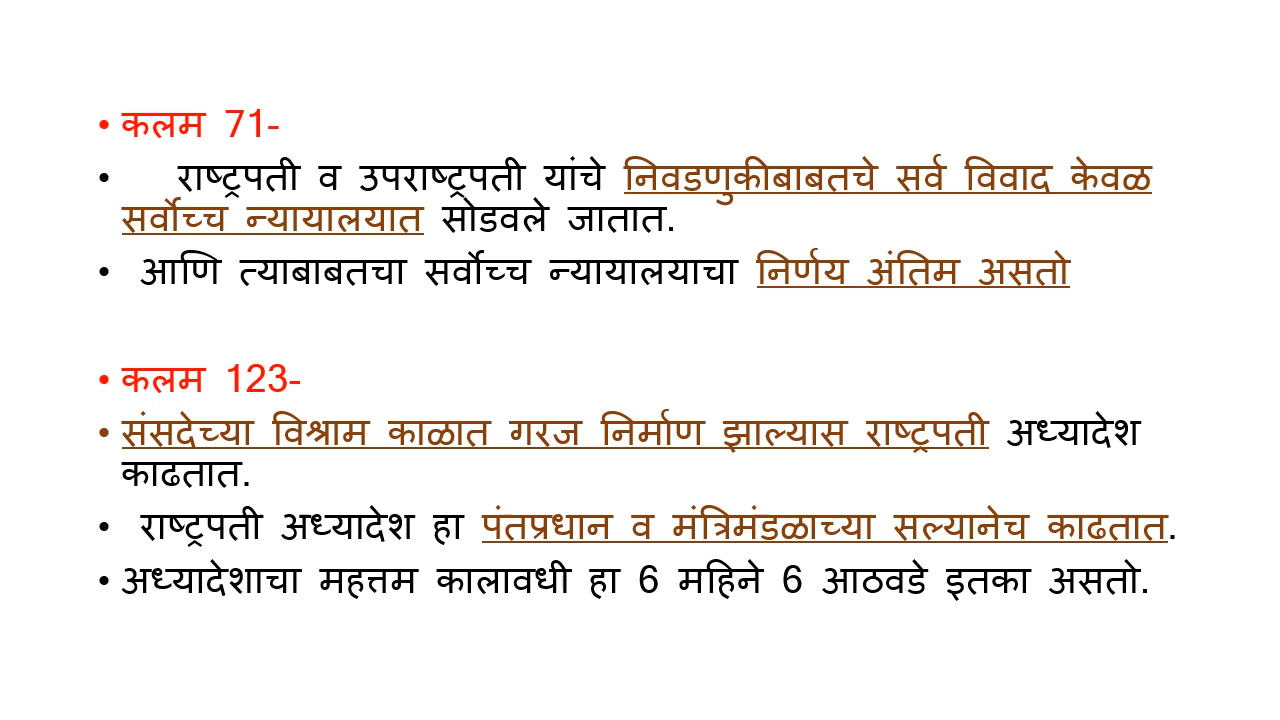 • कलम 71-
• राष्ट्रपती व उपराष्ट्रपती यांचे निवडणुकीबाबतचे सर्व विवाद केवळ
सर्वोच्च न्यायालयात सोडवले जातात.
• आणि त्याबाबतचा सर्वोच्च न्यायालयाचा निर्णय अंतिम असतो
• कलम 123-
• संसदेच्या विश्राम काळात गरज निर्माण झाल्यास राष्ट्रपती अध्यादेश
काढतात.
• राष्ट्रपती अध्यादेश हा पंतप्रधान व मंत्रिमंडळाच्या सल्यानेच काढतात.
• अध्यादेशाचा महत्तम कालावधी हा 6 महिने 6 आठवडे इतका असतो.